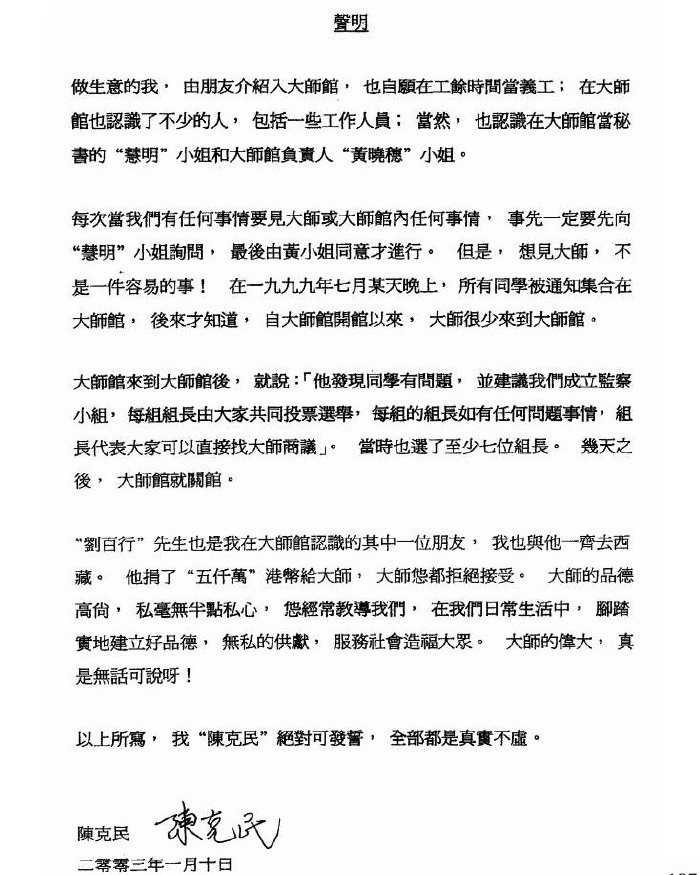 聲明
做生意的我，由朋友介紹入大師館，也自願在工餘時間當義工；在大師
館也認識了不少的人，包括一些工作人員；當然，也認識在大師館當秘
書的“慧明”小姐和大師館負責人“黃曉穗”小姐。
每次當我們有任何事情要見大師或大師館內任何事情，事先一定要先向
“慧明”小姐詢問，最後由黃小姐同意才進行。但是，想見大師，不
是一件容易的事！在一九九九年七月某天晚上，所有同學被通知集合在
大師館，後來才知道，自大師館開館以來，大師很少來到大師館。
大師館來到大師館後，就說：「他發現同學有問題，並建議我們成立監察
小組，每組組長由大家共同投票選舉，每組的組長如有任何問題事情，組
長代表大家可以直接找大師商議」。當時也選了至少七位組長。幾天之
後，大師館就關館。
“劉百行”先生也是我在大師館認識的其中一位朋友，我也與他一齊去西
藏。他捐了“五仟萬”港幣給大師，大師您都拒絕接受。大師的品德
高尚，私毫無半點私心，您經常教導我們，在我們日常生活中，腳踏
實地建立好品德，無私的供獻，服務社會造福大眾。大師的偉大，真
是無話可說呀！
以上所寫，我“陳克民”絕對可發誓，全部都是真實不虛。
陳克民 陳克民
二零零三年一月十日